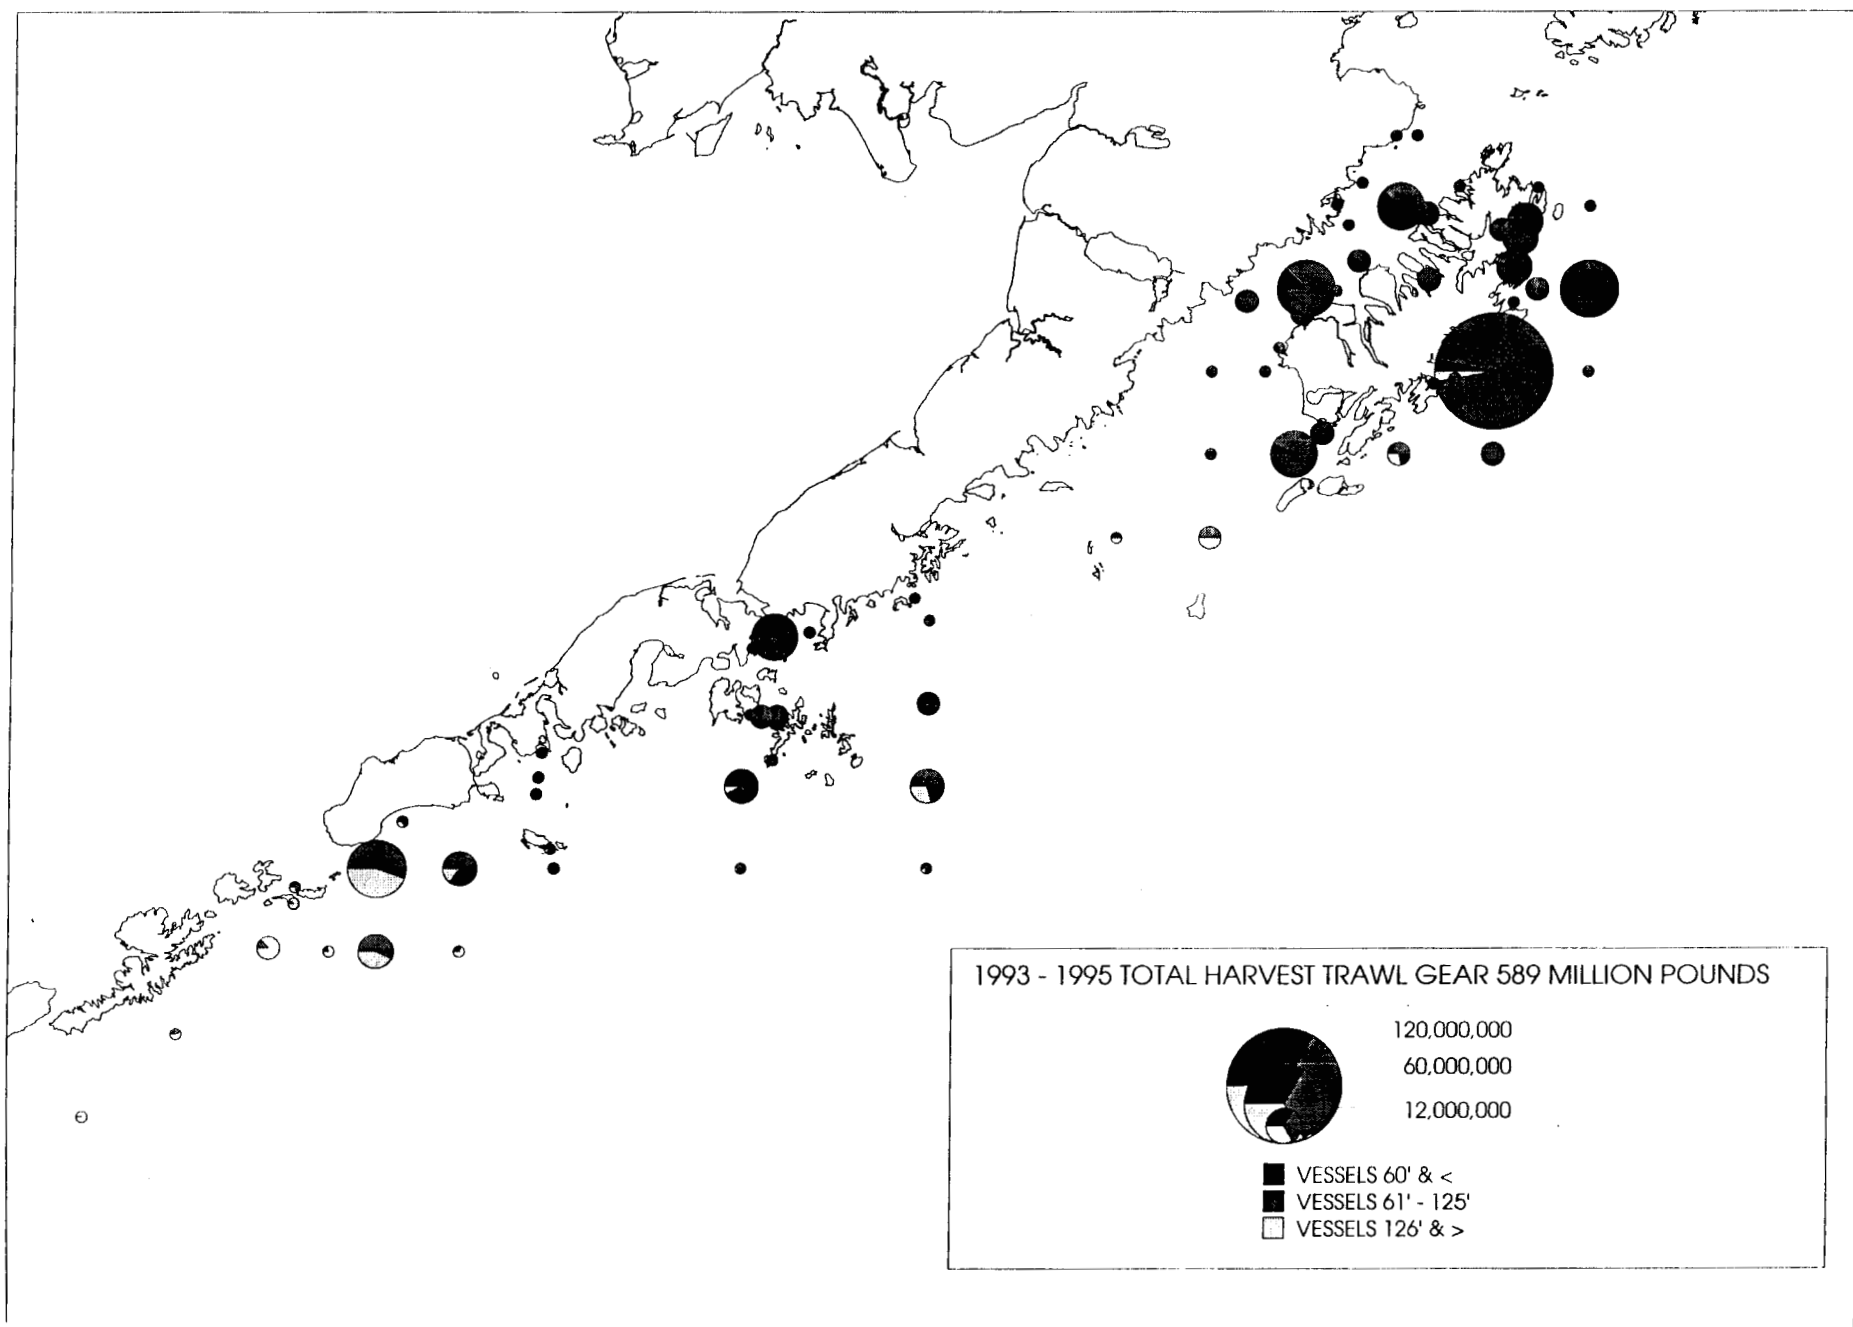 1993 - 1995 TOTAL HARVEST TRAWL GEAR 589 MILLION POUNDS
120,000,000
60,000,000
12,000,000
VESSELS 60' & <
VESSELS 61' - 125'
VESSELS 126' & >